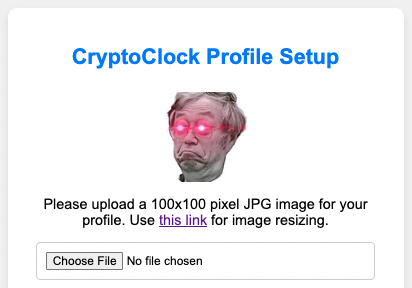 CryptoClock Profile Setup
Please upload a 100x100 pixel JPG image for your
profile. Use this link for image resizing.
Choose File No file chosen